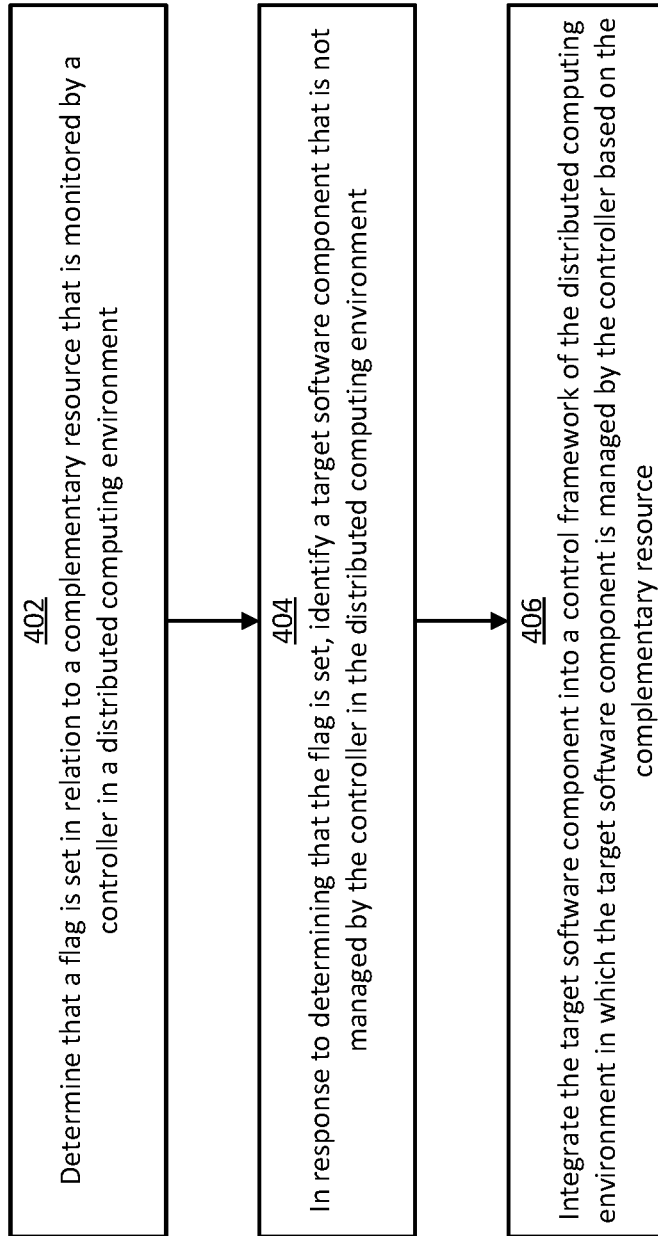 402
Determine that a flag is set in relation to a complementary resource that is monitored by a
controller in a distributed computing environment
404
In response to determining that the flag is set, identify a target software component that is not
managed by the controller in the distributed computing environment
406
Integrate the target software component into a control framework of the distributed computing
environment in which the target software component is managed by the controller based on the
complementary resource